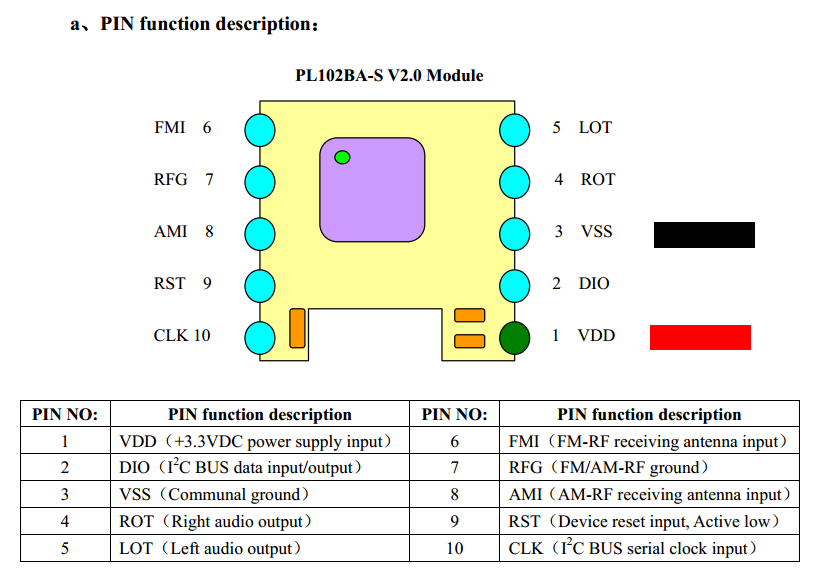 a、PIN function description：
PL102BA-S V2.0 Module
FMI 6 5 LOT
RFG 7 4 ROT
AMI 8 3 VSS
RST 9 2 DIO
CLK 10 1 VDD
PIN NO: PIN function description PIN NO: PIN function description
1 VDD（+3.3VDC power supply input） 6 FMI（FM-RF receiving antenna input）
2 DIO（I²C BUS data input/output） 7 RFG（FM/AM-RF ground）
3 VSS（Communal ground） 8 AMI（AM-RF receiving antenna input）
4 ROT（Right audio output） 9 RST（Device reset input, Active low）
5 LOT（Left audio output） 10 CLK（I²C BUS serial clock input）